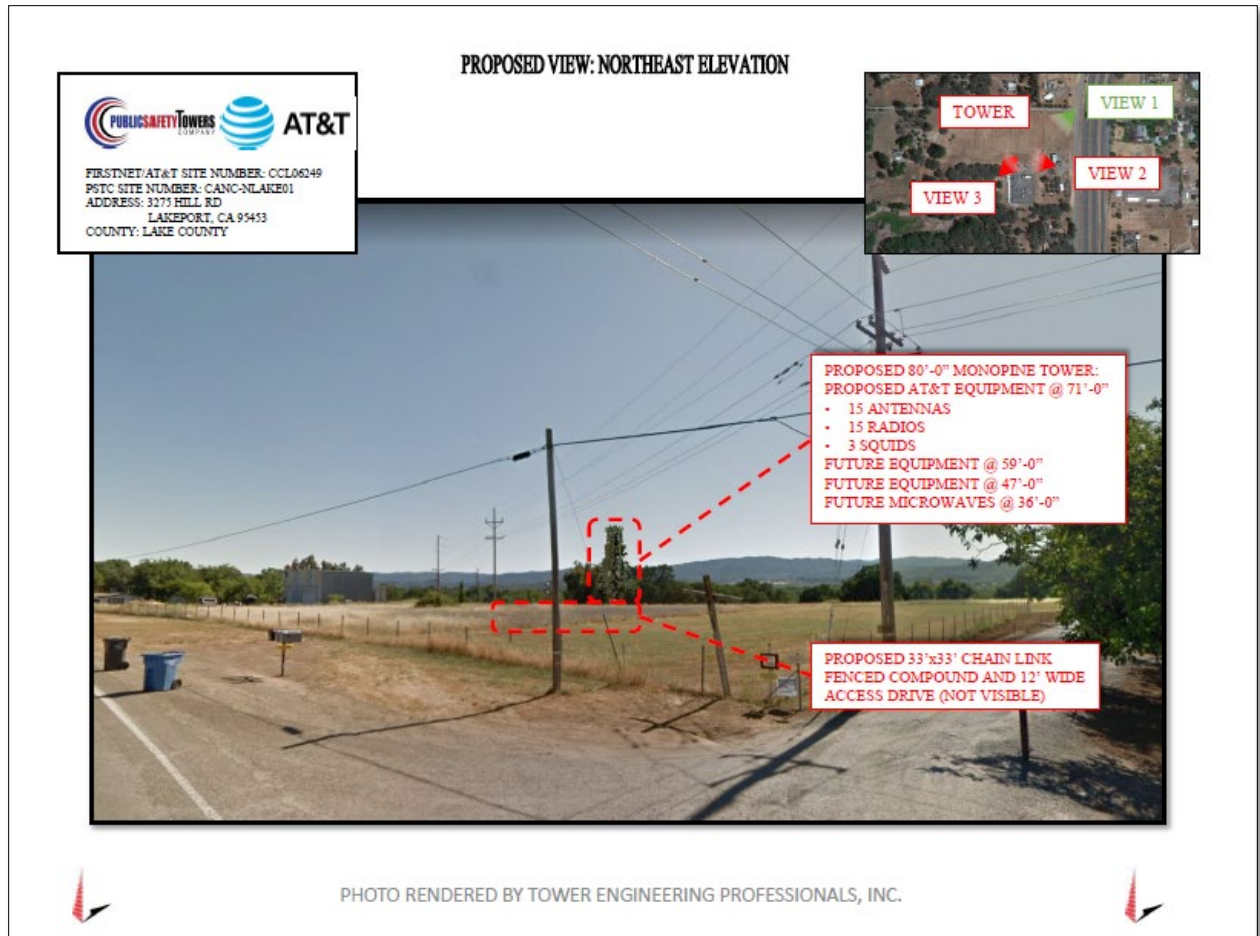 PROPOSED VIEW: NORTHEAST ELEVATION
PUBLICSAFETYTOWERS
COMPANY
AT&T
FIRSTNET/AT&T SITE NUMBER: CCL06249
PSTC SITE NUMBER: CANC-NLAKE01
ADDRESS: 3275 HILL RD
LAKEPORT, CA 95453
COUNTY: LAKE COUNTY
TOWER
VIEW 1
VIEW 2
VIEW 3
PROPOSED 80'-0" MONOPINE TOWER:
PROPOSED AT&T EQUIPMENT @ 71'-0"
• 15 ANTENNAS
• 15 RADIOS
• 3 SQUIDS
FUTURE EQUIPMENT @ 59'-0"
FUTURE EQUIPMENT @ 47'-0"
FUTURE MICROWAVES @ 36'-0"
PROPOSED 33'x33' CHAIN LINK
FENCED COMPOUND AND 12' WIDE
ACCESS DRIVE (NOT VISIBLE)
PHOTO RENDERED BY TOWER ENGINEERING PROFESSIONALS, INC.